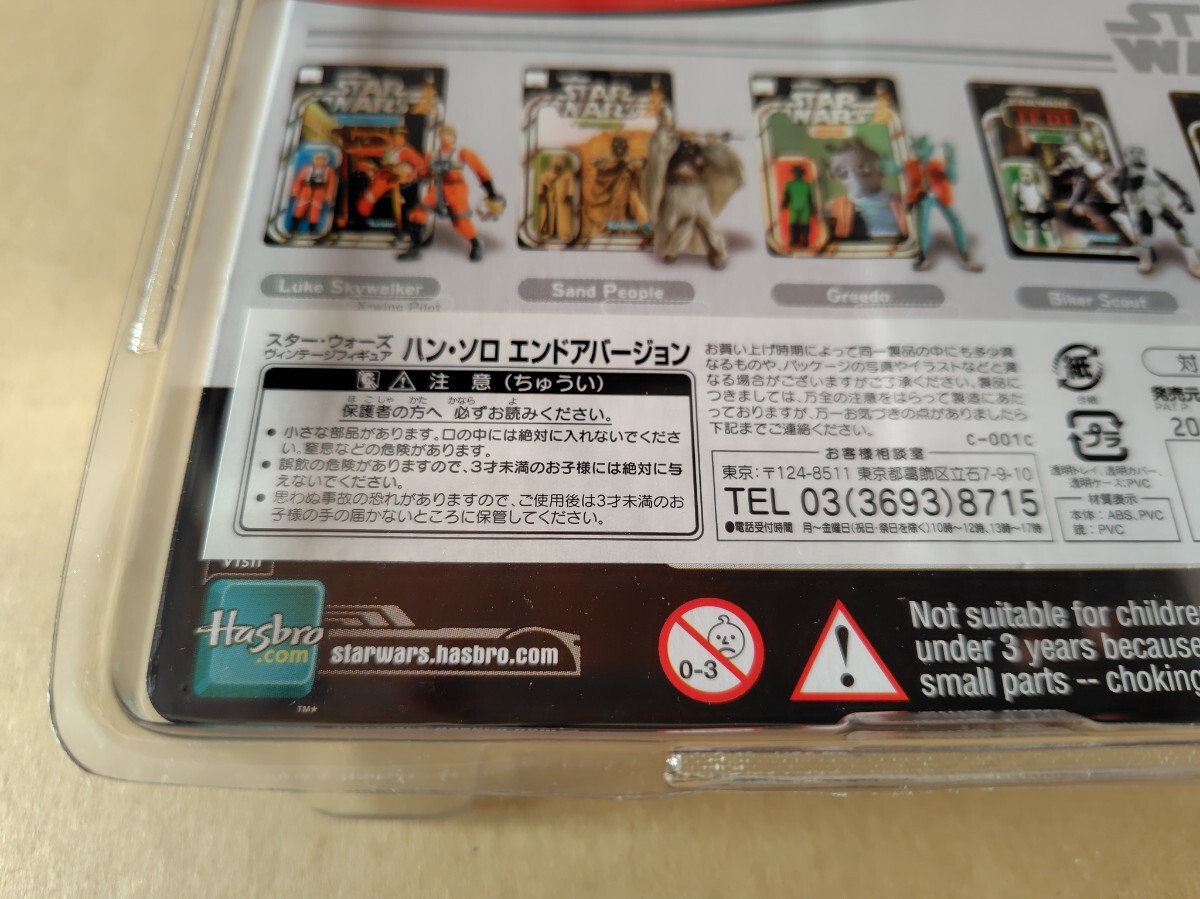 STAR WARS
STAR WARS
STAR WARS
JEDI
Luke Skywalker
X-wing Pilot
Sand People
Greedo
Biker Scout
スター・ウォーズ
ヴィンテージフィギュア ハン・ソロ エンドアバージョン
注 意(ちゅうい)
ほごしゃ かた かなら よ
保護者の方へ 必ずお読みください。
● 小さな部品があります。口の中には絶対に入れないでくださ
い。窒息などの危険があります。
● 誤飲の危険がありますので、3才未満のお子様には絶対に与
えないでください。
● 思わぬ事故の恐れがありますので、ご使用後は3才未満のお
子様の手の届かないところに保管してください。
お買い上げ時期によって同一製品の中にも多少異
なるものや、パッケージの写真やイラストなどと異
なる場合がございますがご了承ください。製品に
つきましては、万全の注意をはらって製造にあた
っておりますが、万一お気づきの点がありましたら
下記までご連絡ください。
C-001C
お客様相談室
東京:〒124-8511 東京都葛飾区立石7-9-10
TEL 03(3693)8715
●電話受付時間 月〜金曜日(祝日・祭日を除く)10時〜12時、13時〜17時
紙
台紙
プラ
透明トレイ、透明カバー、
透明ケース:PVC
材質表示
本体:ABS、PVC
銃:PVC
対
発売元
PAT.P
20
Visit
Hasbro
.com
TM*
starwars.hasbro.com
0-3
Not suitable for childre
under 3 years because
small parts -- choking